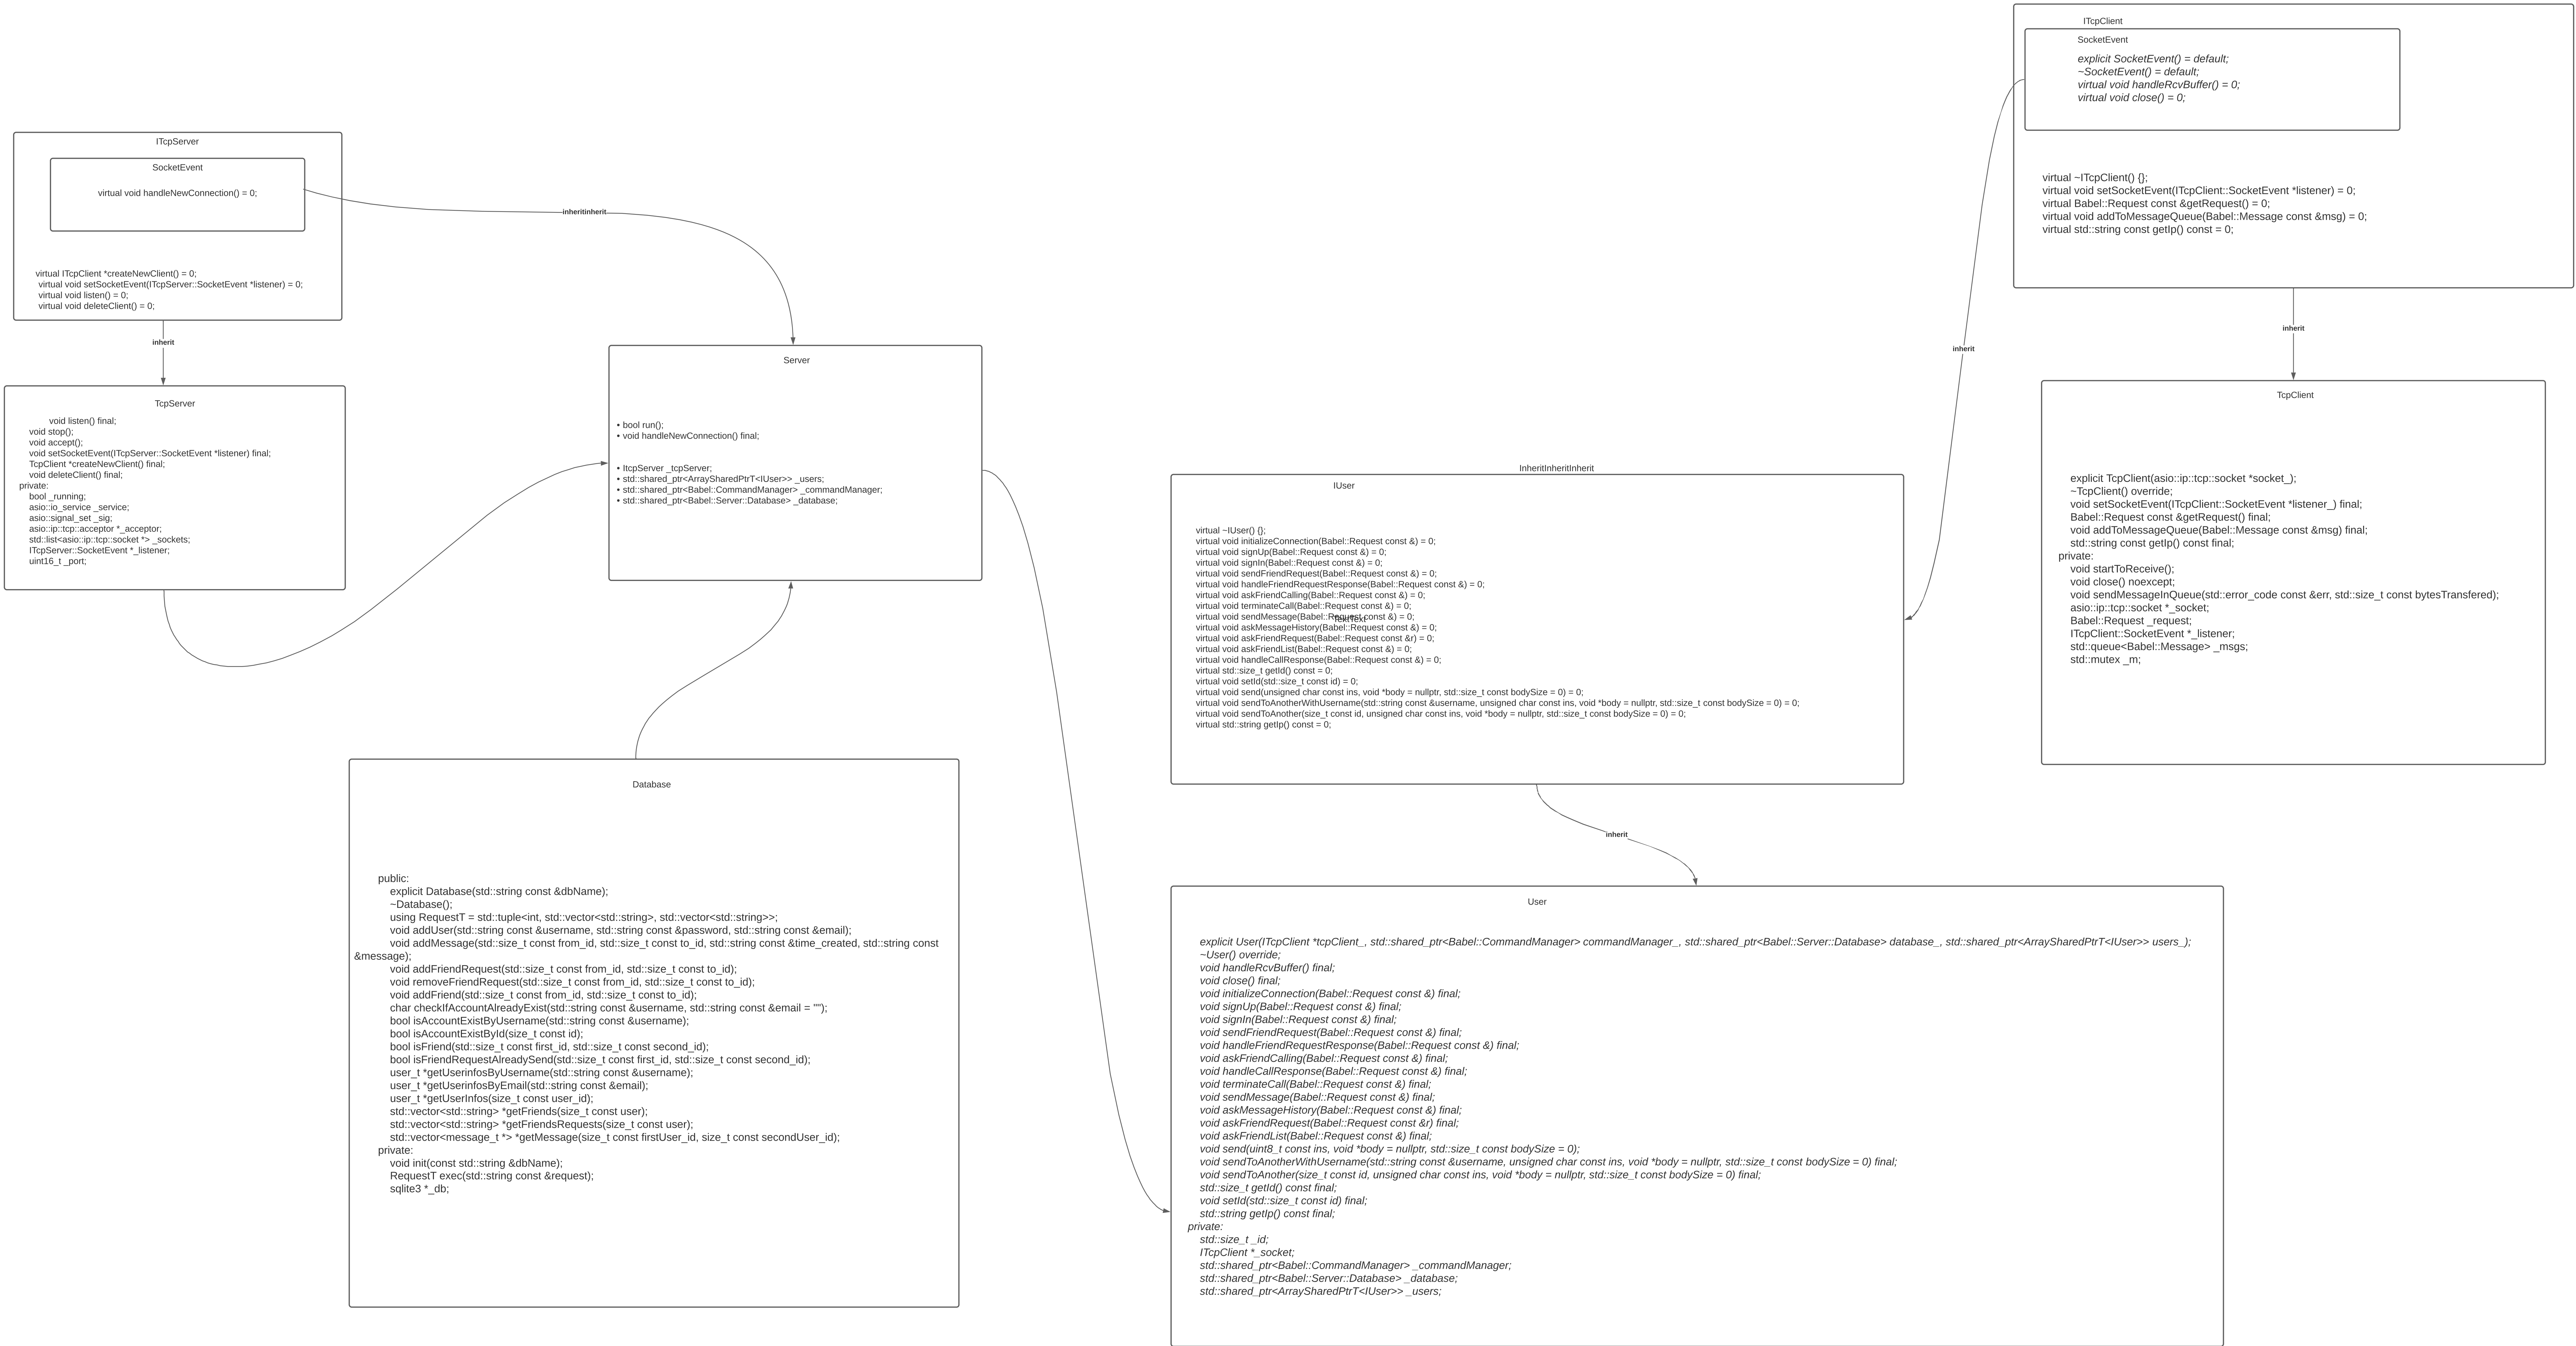 ITcpServer
SocketEvent
virtual void handleNewConnection() = 0;
virtual ITcpClient *createNewClient() = 0;
virtual void setSocketEvent(ITcpServer::SocketEvent *listener) = 0;
virtual void listen() = 0;
virtual void deleteClient() = 0;
inherit
inheritinherit
TcpServer
void listen() final;
void stop();
void accept();
void setSocketEvent(ITcpServer::SocketEvent *listener) final;
TcpClient *createNewClient() final;
void deleteClient() final;
private:
bool _running;
asio::io_service _service;
asio::signal_set _sig;
asio::ip::tcp::acceptor *_acceptor;
std::list<asio::ip::tcp::socket *> _sockets;
ITcpServer::SocketEvent *_listener;
uint16_t _port;
Server
• bool run();
• void handleNewConnection() final;
• ItcpServer _tcpServer;
• std::shared_ptr<ArraySharedPtrT<IUser>> _users;
• std::shared_ptr<Babel::CommandManager> _commandManager;
• std::shared_ptr<Babel::Server::Database> _database;
Database
public:
explicit Database(std::string const &dbName);
~Database();
using RequestT = std::tuple<int, std::vector<std::string>, std::vector<std::string>>;
void addUser(std::string const &username, std::string const &password, std::string const &email);
void addMessage(std::size_t const from_id, std::size_t const to_id, std::string const &time_created, std::string const
&message);
void addFriendRequest(std::size_t const from_id, std::size_t const to_id);
void removeFriendRequest(std::size_t const from_id, std::size_t const to_id);
void addFriend(std::size_t const from_id, std::size_t const to_id);
char checkIfAccountAlreadyExist(std::string const &username, std::string const &email = "");
bool isAccountExistByUsername(std::string const &username);
bool isAccountExistById(size_t const id);
bool isFriend(std::size_t const first_id, std::size_t const second_id);
bool isFriendRequestAlreadySend(std::size_t const first_id, std::size_t const second_id);
user_t *getUserinfosByUsername(std::string const &username);
user_t *getUserinfosByEmail(std::string const &email);
user_t *getUserInfos(size_t const user_id);
std::vector<std::string> *getFriends(size_t const user);
std::vector<std::string> *getFriendsRequests(size_t const user);
std::vector<message_t *> *getMessage(size_t const firstUser_id, size_t const secondUser_id);
private:
void init(const std::string &dbName);
RequestT exec(std::string const &request);
sqlite3 *_db;
InheritInheritInherit
IUser
virtual ~IUser() {};
virtual void initializeConnection(Babel::Request const &) = 0;
virtual void signUp(Babel::Request const &) = 0;
virtual void signIn(Babel::Request const &) = 0;
virtual void sendFriendRequest(Babel::Request const &) = 0;
virtual void handleFriendRequestResponse(Babel::Request const &) = 0;
virtual void askFriendCalling(Babel::Request const &) = 0;
virtual void terminateCall(Babel::Request const &) = 0;
virtual void sendMessage(Babel::Request const &) = 0;
TextText
virtual void askMessageHistory(Babel::Request const &) = 0;
virtual void askFriendRequest(Babel::Request const &r) = 0;
virtual void askFriendList(Babel::Request const &) = 0;
virtual void handleCallResponse(Babel::Request const &) = 0;
virtual std::size_t getId() const = 0;
virtual void setId(std::size_t const id) = 0;
virtual void send(unsigned char const ins, void *body = nullptr, std::size_t const bodySize = 0) = 0;
virtual void sendToAnotherWithUsername(std::string const &username, unsigned char const ins, void *body = nullptr, std::size_t const bodySize = 0) = 0;
virtual void sendToAnother(size_t const id, unsigned char const ins, void *body = nullptr, std::size_t const bodySize = 0) = 0;
virtual std::string getIp() const = 0;
inherit
User
explicit User(ITcpClient *tcpClient_, std::shared_ptr<Babel::CommandManager> commandManager_, std::shared_ptr<Babel::Server::Database> database_, std::shared_ptr<ArraySharedPtrT<IUser>> users_);
~User() override;
void handleRcvBuffer() final;
void close() final;
void initializeConnection(Babel::Request const &) final;
void signUp(Babel::Request const &) final;
void signIn(Babel::Request const &) final;
void sendFriendRequest(Babel::Request const &) final;
void handleFriendRequestResponse(Babel::Request const &) final;
void askFriendCalling(Babel::Request const &) final;
void handleCallResponse(Babel::Request const &) final;
void terminateCall(Babel::Request const &) final;
void sendMessage(Babel::Request const &) final;
void askMessageHistory(Babel::Request const &) final;
void askFriendRequest(Babel::Request const &r) final;
void askFriendList(Babel::Request const &) final;
void send(uint8_t const ins, void *body = nullptr, std::size_t const bodySize = 0);
void sendToAnotherWithUsername(std::string const &username, unsigned char const ins, void *body = nullptr, std::size_t const bodySize = 0) final;
void sendToAnother(size_t const id, unsigned char const ins, void *body = nullptr, std::size_t const bodySize = 0) final;
std::size_t getId() const final;
void setId(std::size_t const id) final;
std::string getIp() const final;
private:
std::size_t _id;
ITcpClient *_socket;
std::shared_ptr<Babel::CommandManager> _commandManager;
std::shared_ptr<Babel::Server::Database> _database;
std::shared_ptr<ArraySharedPtrT<IUser>> _users;
ITcpClient
SocketEvent
explicit SocketEvent() = default;
~SocketEvent() = default;
virtual void handleRcvBuffer() = 0;
virtual void close() = 0;
virtual ~ITcpClient() {};
virtual void setSocketEvent(ITcpClient::SocketEvent *listener) = 0;
virtual Babel::Request const &getRequest() = 0;
virtual void addToMessageQueue(Babel::Message const &msg) = 0;
virtual std::string const getIp() const = 0;
inherit
inherit
TcpClient
explicit TcpClient(asio::ip::tcp::socket *socket_);
~TcpClient() override;
void setSocketEvent(ITcpClient::SocketEvent *listener_) final;
Babel::Request const &getRequest() final;
void addToMessageQueue(Babel::Message const &msg) final;
std::string const getIp() const final;
private:
void startToReceive();
void close() noexcept;
void sendMessageInQueue(std::error_code const &err, std::size_t const bytesTransfered);
asio::ip::tcp::socket *_socket;
Babel::Request _request;
ITcpClient::SocketEvent *_listener;
std::queue<Babel::Message> _msgs;
std::mutex _m;